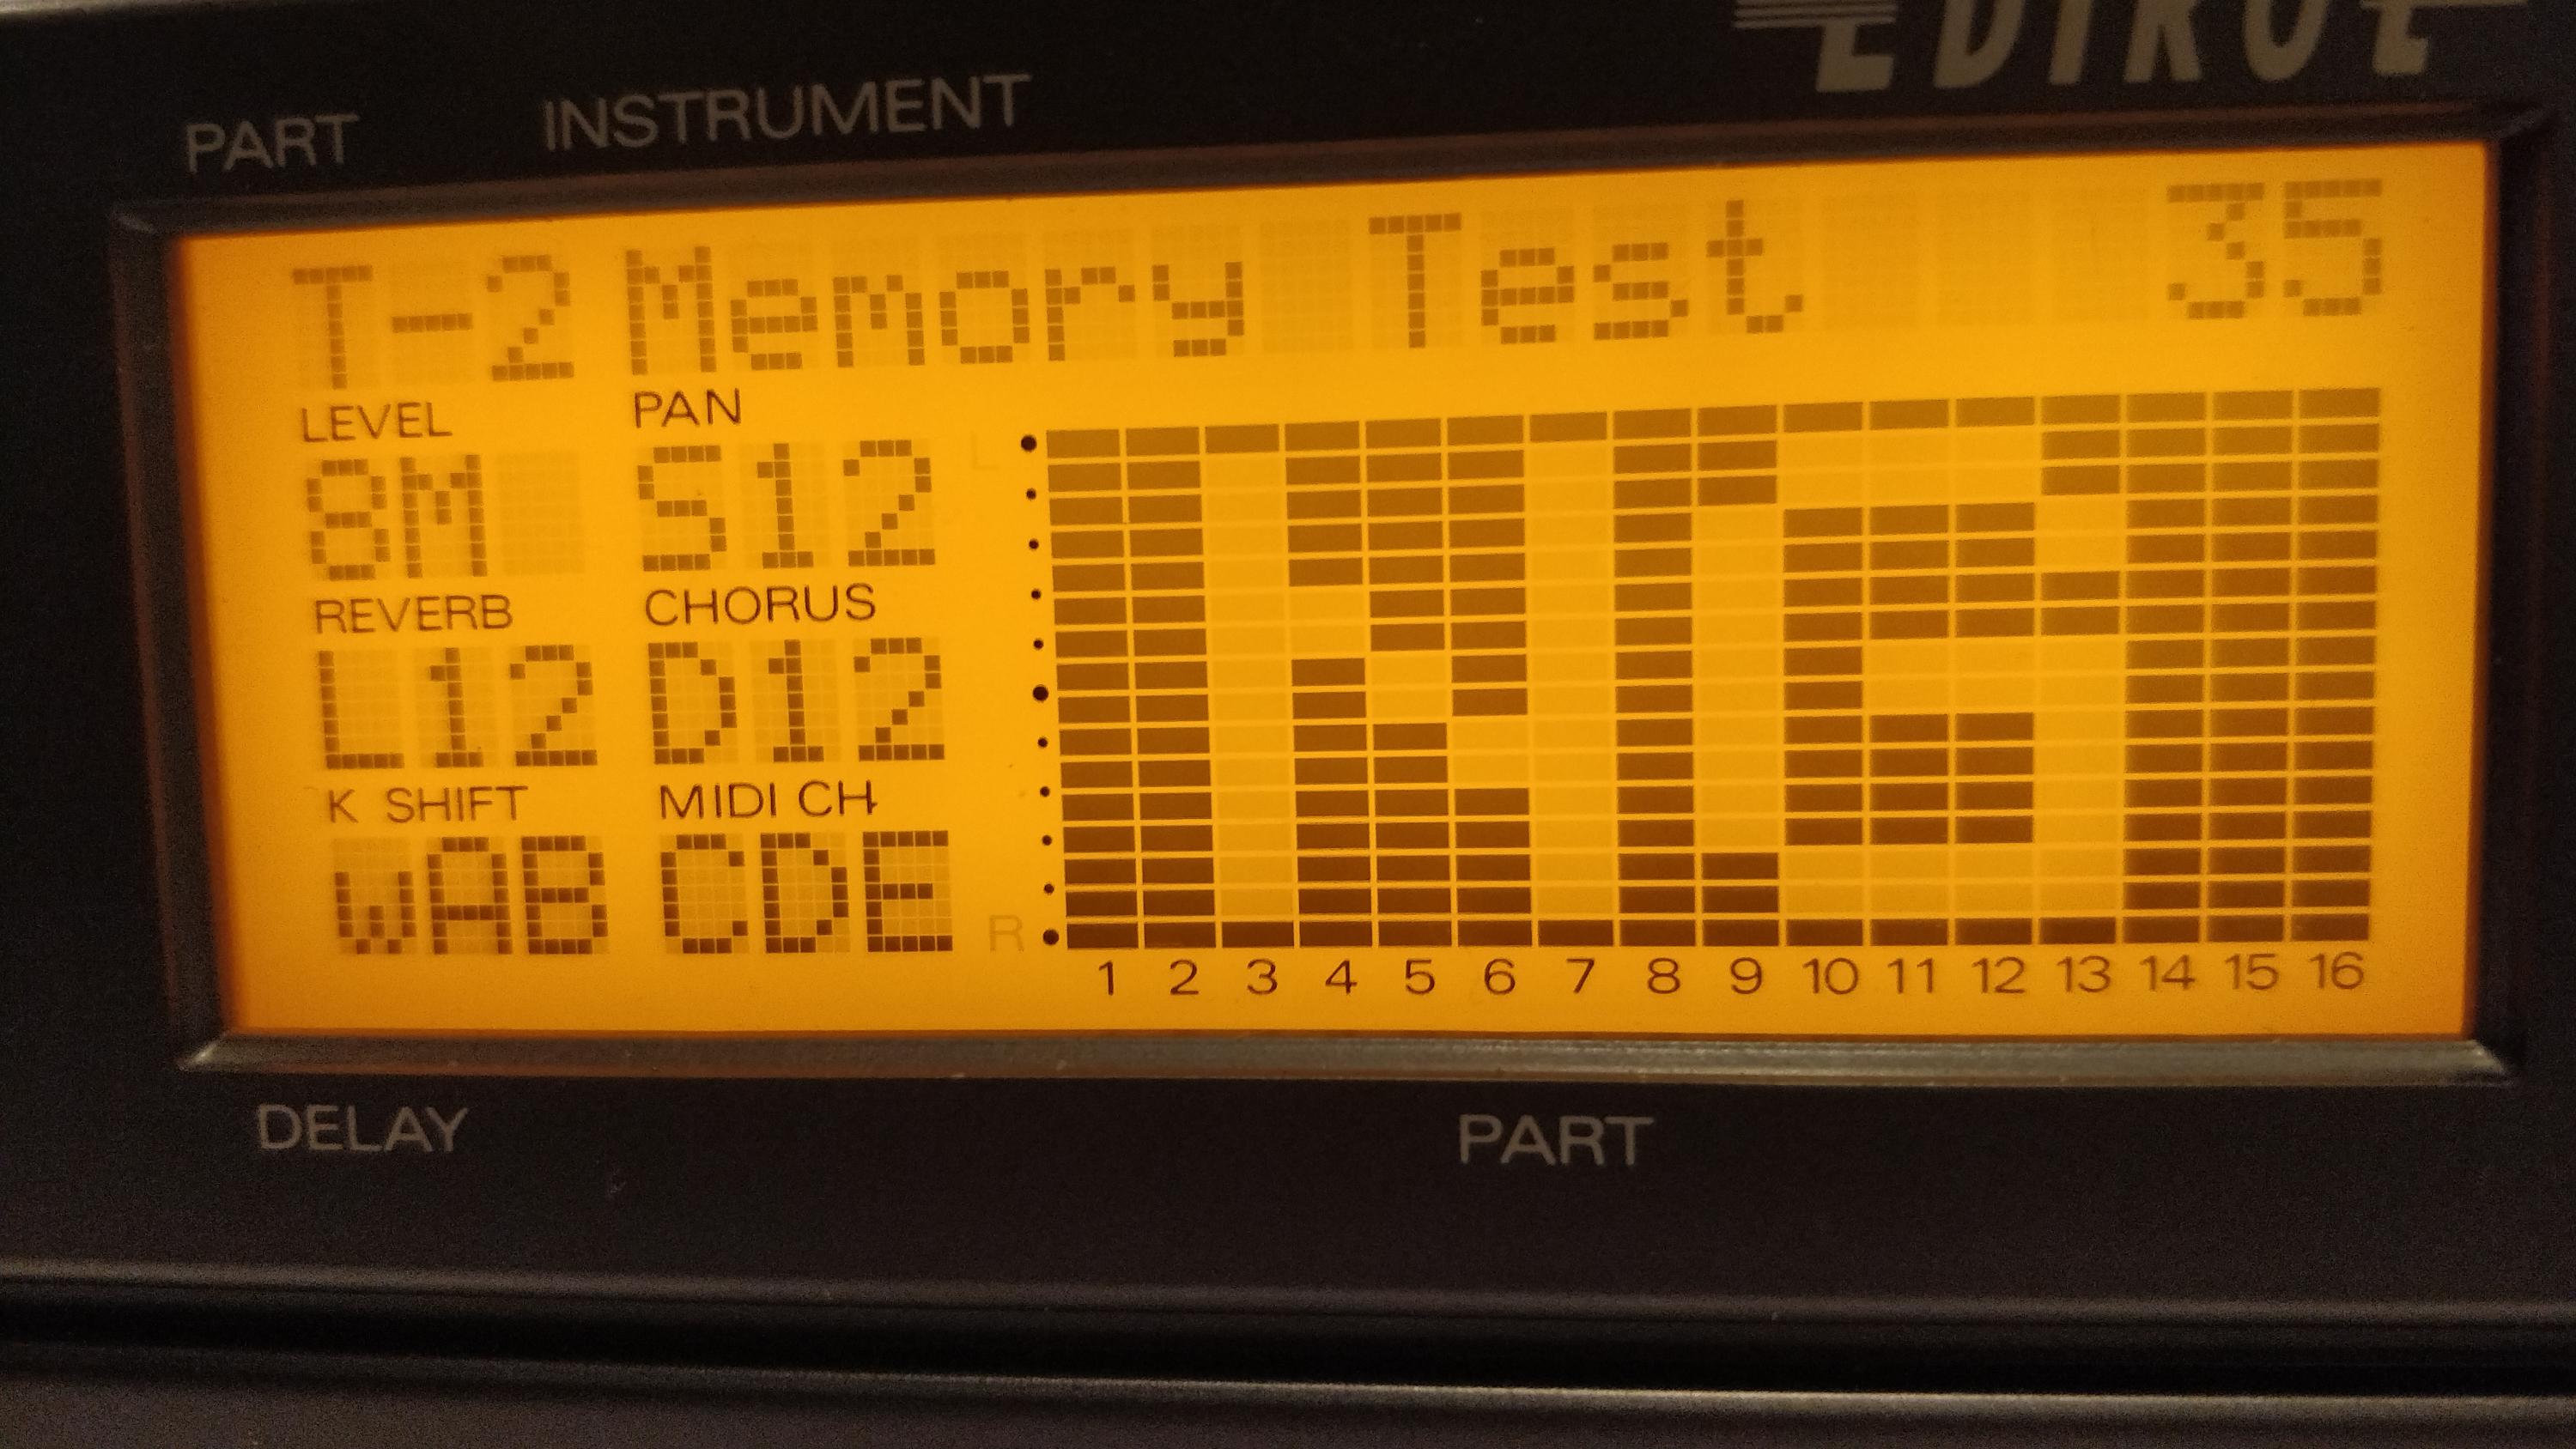 EDIROL
PART INSTRUMENT
T-2 Memory Test 35
LEVEL PAN
8M S12
L
REVERB CHORUS
L12 D12
K SHIFT MIDI CH
wAB CDE
R
NG
1 2 3 4 5 6 7 8 9 10 11 12 13 14 15 16
DELAY PART